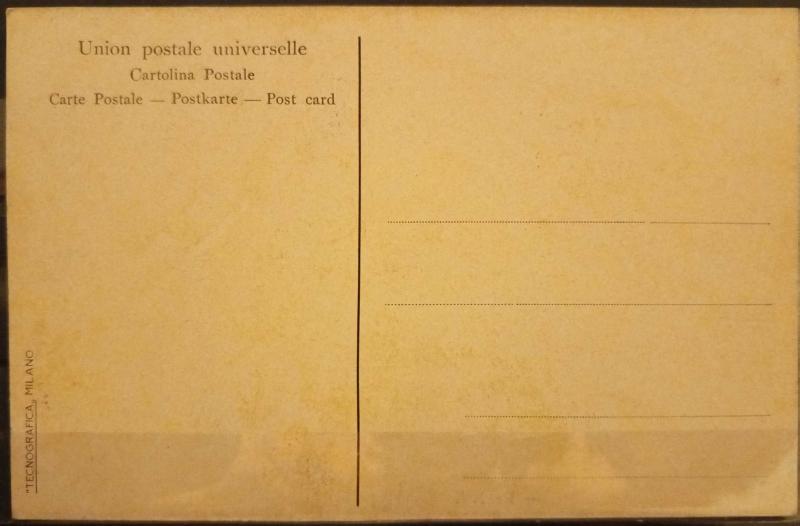 Union postale universelle
Cartolina Postale
Carte Postale — Postkarte — Post card
"TECNOGRAFICA„ MILANO